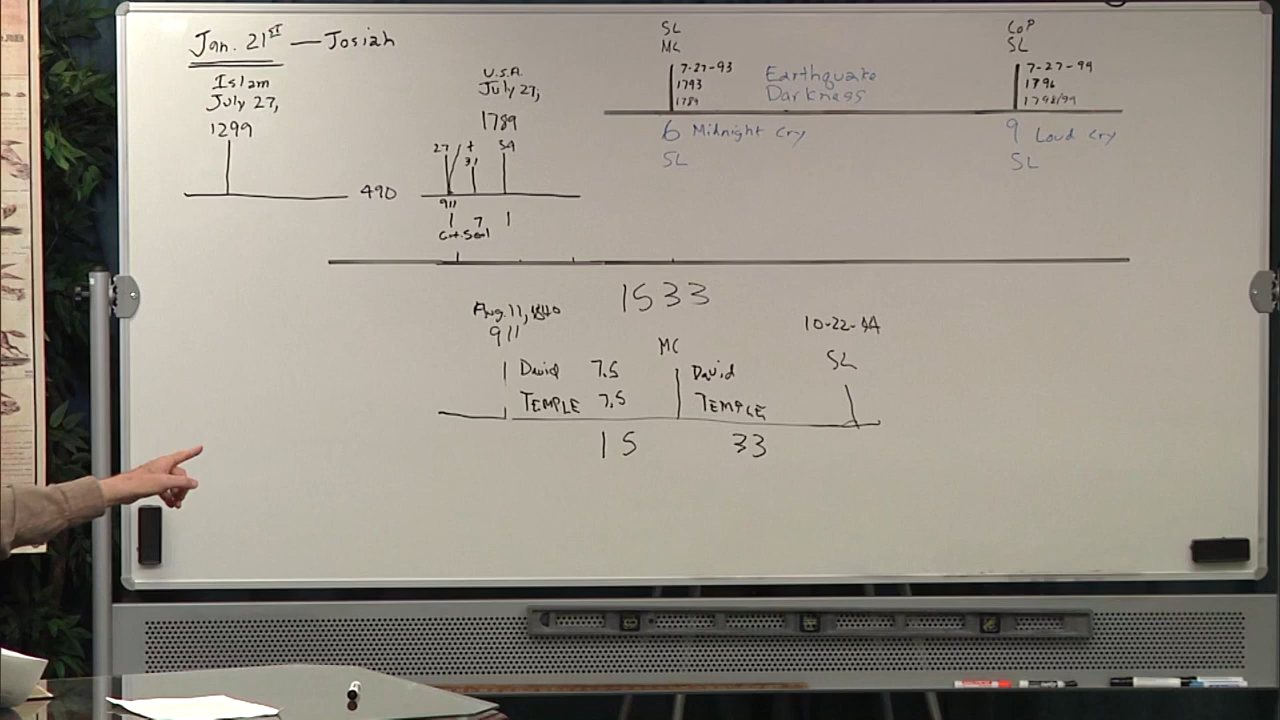 Jan. 21ST — Josiah
Islam
July 27,
1299
490
U.S.A.
July 27,
1789
27 + 59
31
911
7
SL
MC
7-27-93
1793
1789
Earthquake
Darkness
6 Midnight Cry
SL
CoP
SL
7-27-99
1796
1798/99
9 Loud Cry
SL
1533
Aug. 11, 1840
911
MC
10-22-44
SL
David 7.5
TEMPLE 7.5
David
TEMPLE
15
33